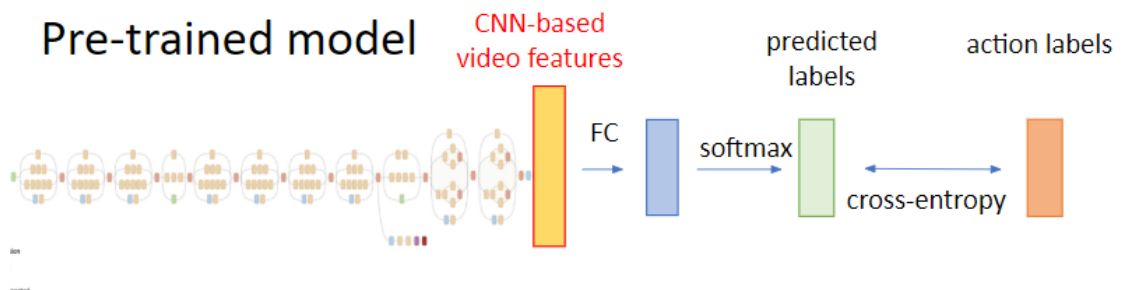 Pre-trained model
CNN-based
video features
predicted
labels
action labels
FC
softmax
cross-entropy